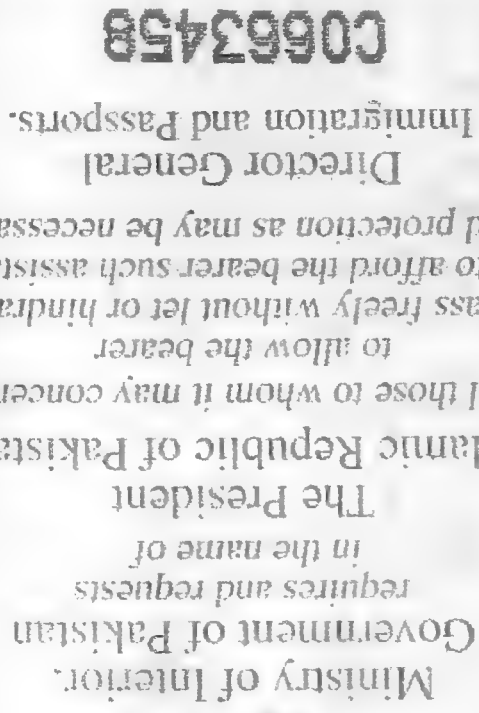 Ministry of Interior,
Government of Pakistan
requires and requests
in the name of
The President
lamic Republic of Pakista
l those to whom it may concer
to allow the bearer
ass freely without let or hindra
to afford the bearer such assist
d protection as may be necessa
Director General
Immigration and Passports.
C0663458